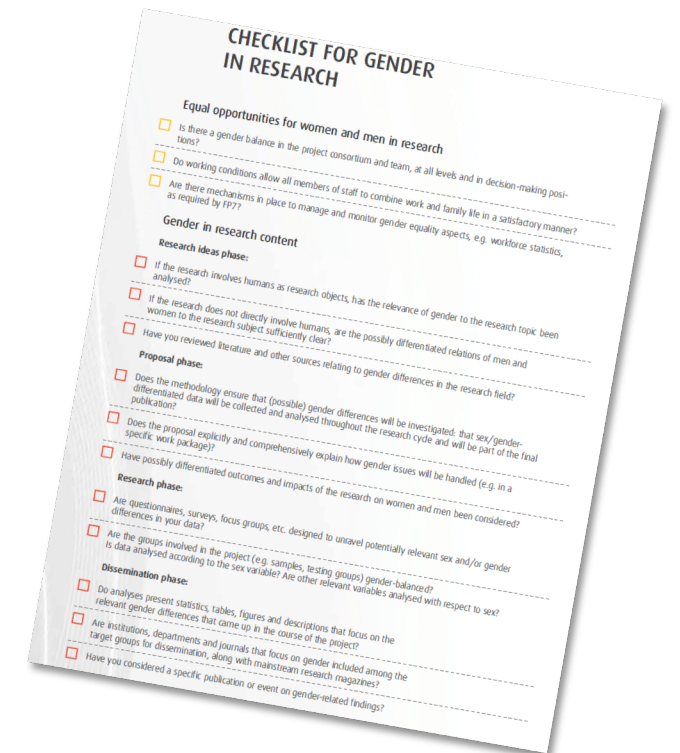 CHECKLIST FOR GENDER
IN RESEARCH
Equal opportunities for women and men in research
Is there a gender balance in the project consortium and team, at all levels and in decision-making posi-
tions?
Do working conditions allow all members of staff to combine work and family life in a satisfactory manner?
Are there mechanisms in place to manage and monitor gender equality aspects, e.g. workforce statistics,
as required by FP7?
Gender in research content
Research ideas phase:
If the research involves humans as research objects, has the relevance of gender to the research topic been
analysed?
If the research does not directly involve humans, are the possibly differentiated relations of men and
women to the research subject sufficiently clear?
Have you reviewed literature and other sources relating to gender differences in the research field?
Proposal phase:
Does the methodology ensure that (possible) gender differences will be investigated: that sex/gender-
differentiated data will be collected and analysed throughout the research cycle and will be part of the final
publication?
Does the proposal explicitly and comprehensively explain how gender issues will be handled (e.g. in a
specific work package)?
Have possibly differentiated outcomes and impacts of the research on women and men been considered?
Research phase:
Are questionnaires, surveys, focus groups, etc. designed to unravel potentially relevant sex and/or gender
differences in your data?
Are the groups involved in the project (e.g. samples, testing groups) gender-balanced?
Is data analysed according to the sex variable? Are other relevant variables analysed with respect to sex?
Dissemination phase:
Do analyses present statistics, tables, figures and descriptions that focus on the
relevant gender differences that came up in the course of the project?
Are institutions, departments and journals that focus on gender included among the
target groups for dissemination, along with mainstream research magazines?
Have you considered a specific publication or event on gender-related findings?